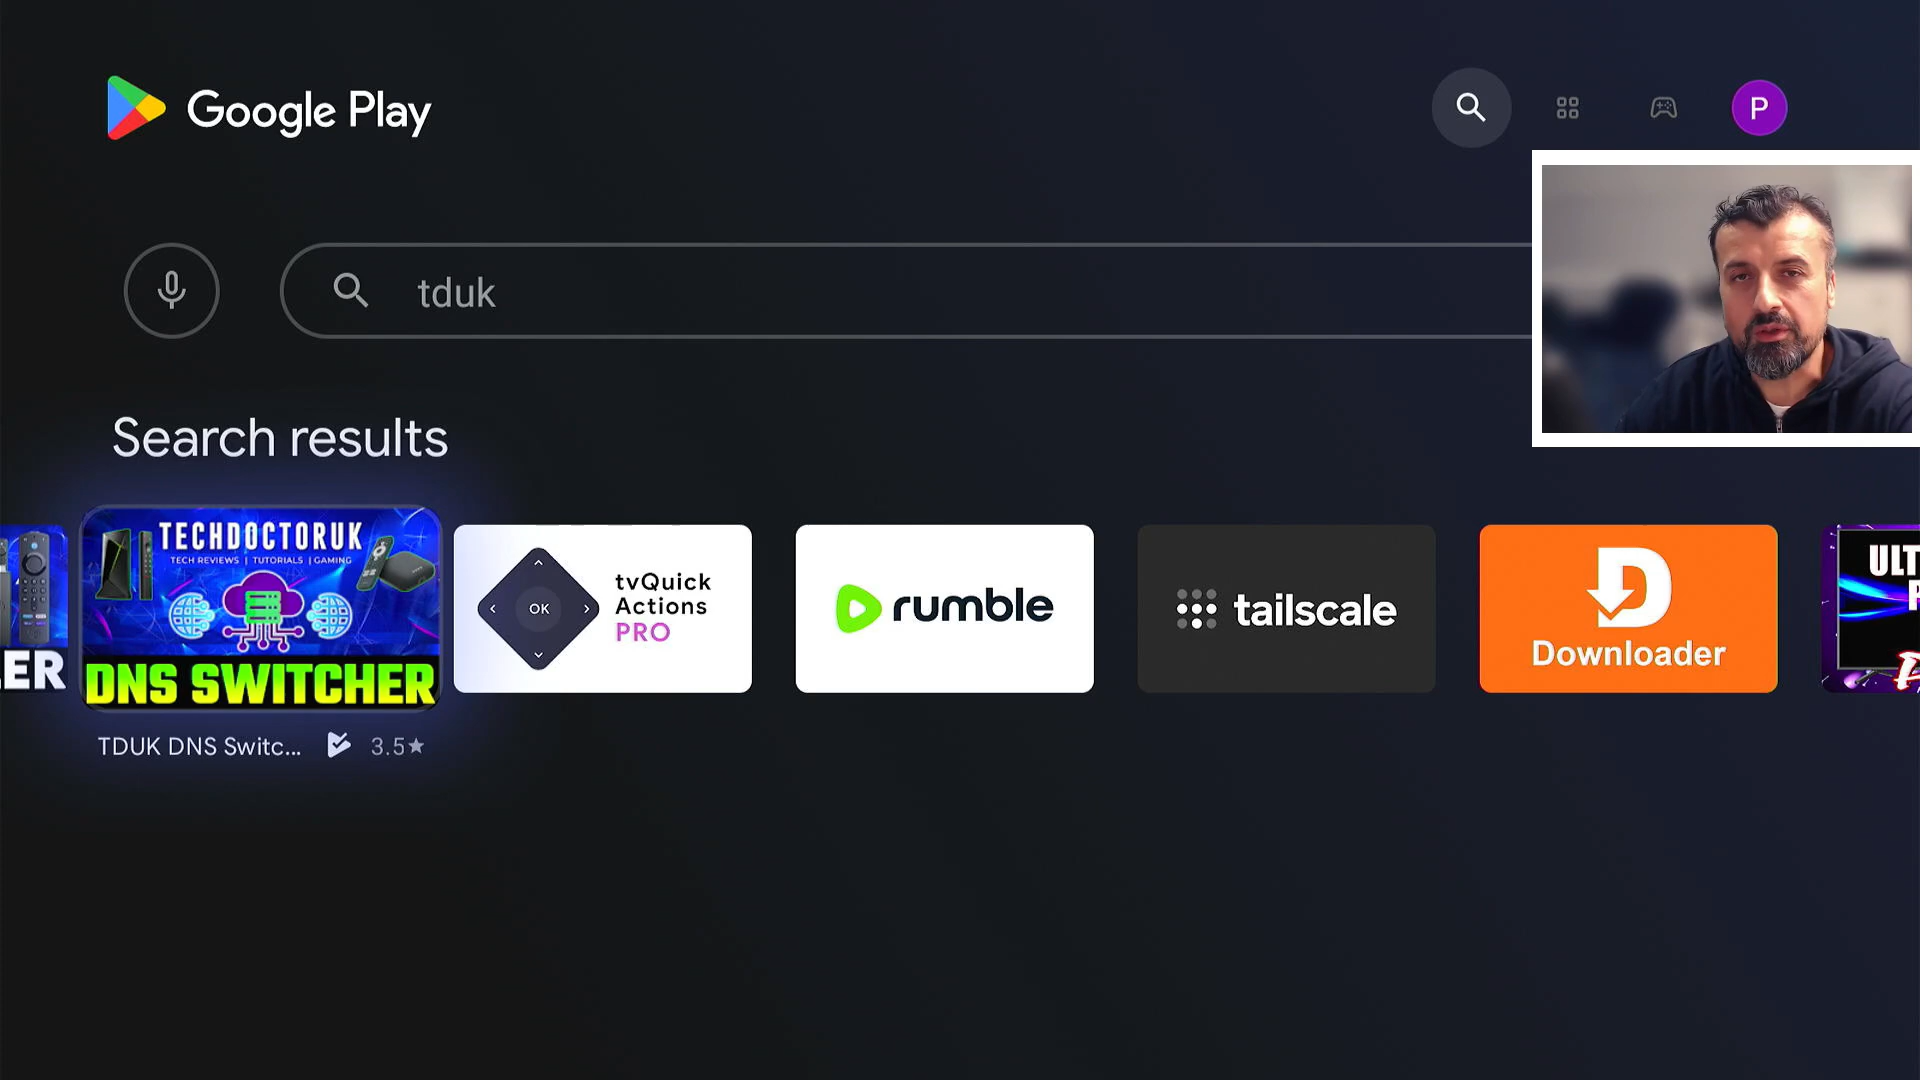 Google Play
P
tduk
Search results
TECHDOCTORUK
TECH REVIEWS | TUTORIALS | GAMING
ER
DNS SWITCHER
TDUK DNS Switc...
3.5★
OK
tvQuick
Actions
PRO
rumble
tailscale
Downloader
ULT